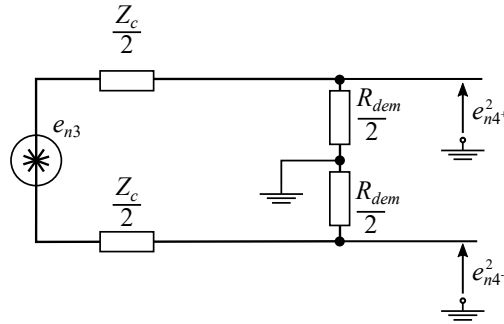 Z_c/2
e_n3
R_dem/2
e²_n4+
Z_c/2
R_dem/2
e²_n4-